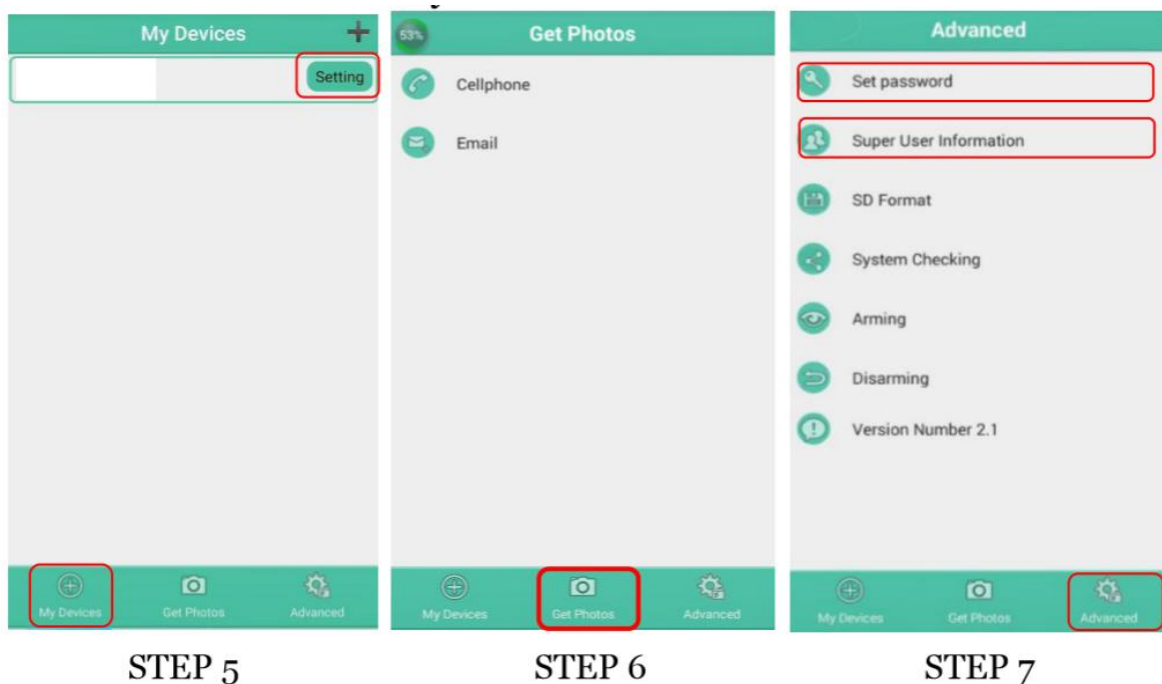 My Devices
Setting
My Devices
Get Photos
Advanced
STEP 5
53%
Get Photos
Cellphone
Email
My Devices
Get Photos
Advanced
STEP 6
Advanced
Set password
Super User Information
SD Format
System Checking
Arming
Disarming
Version Number 2.1
My Devices
Get Photos
Advanced
STEP 7